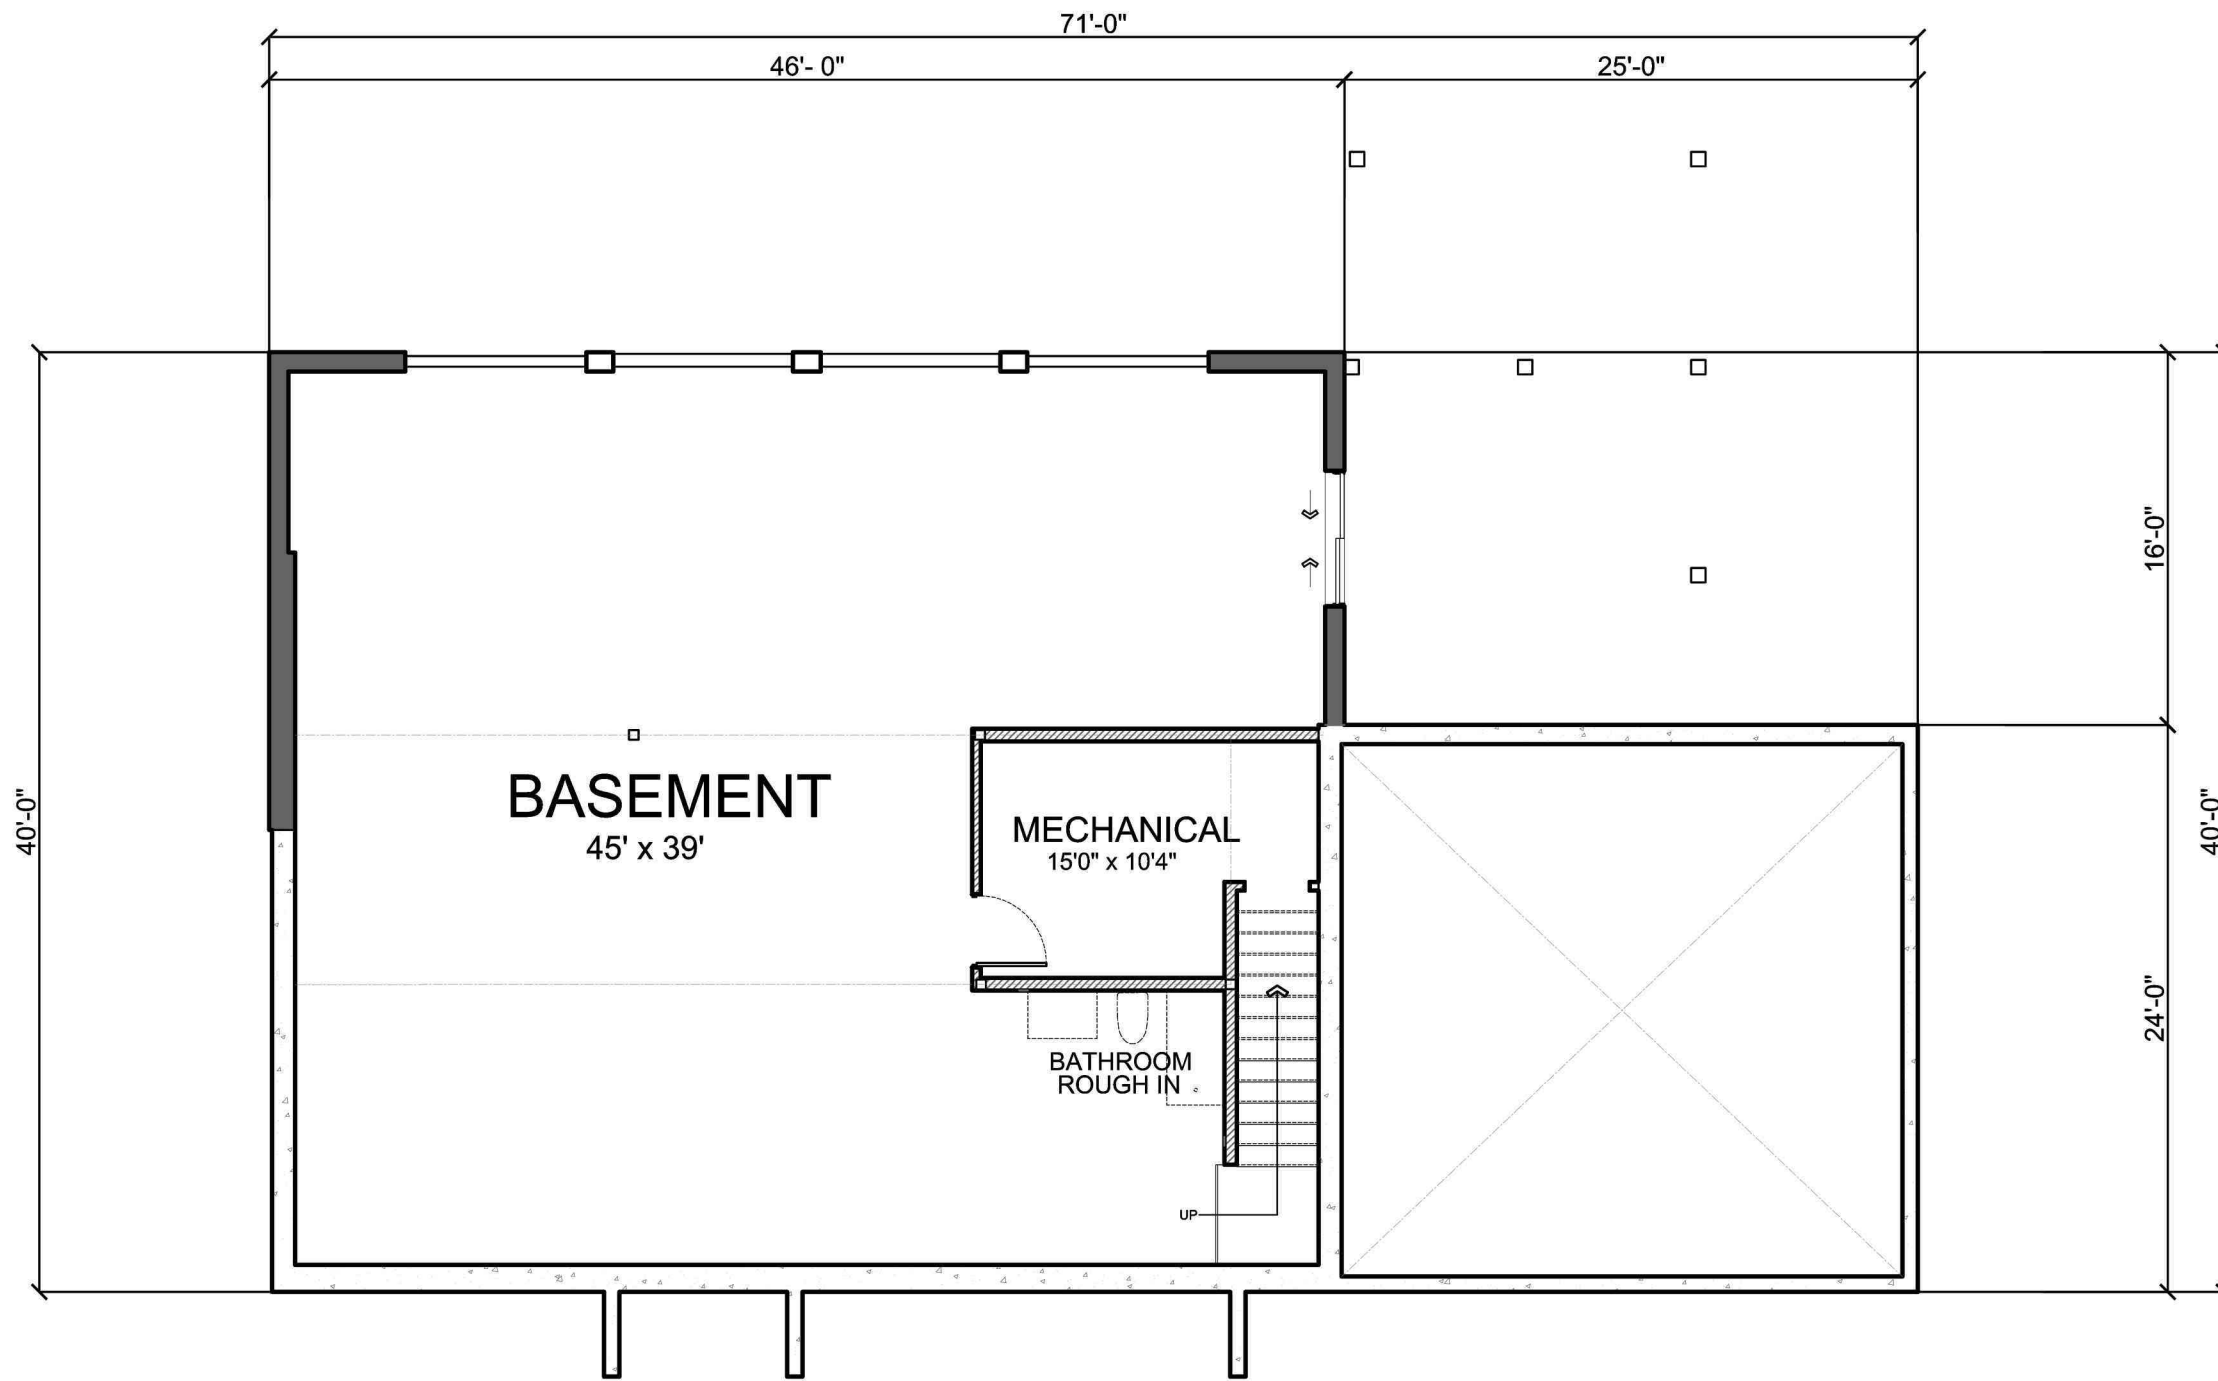 71'-0"
46'- 0"
25'-0"
16'-0"
40'-0"
40'-0"
BASEMENT
45' x 39'
MECHANICAL
15'0" x 10'4"
24'-0"
BATHROOM
ROUGH IN
UP